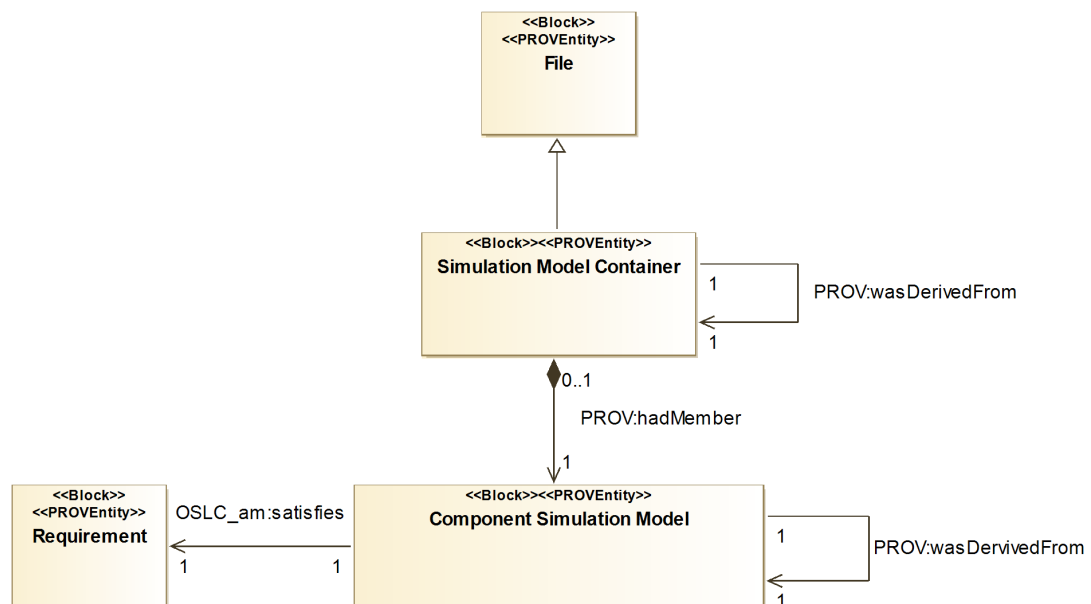 <<Block>>
<<PROVEntity>>
File
<<Block>><<PROVEntity>>
Simulation Model Container
1
PROV:wasDerivedFrom
1
0..1
PROV:hadMember
1
<<Block>>
<<PROVEntity>>
Requirement
OSLC_am:satisfies
1
1
<<Block>><<PROVEntity>>
Component Simulation Model
1
PROV:wasDervivedFrom
1